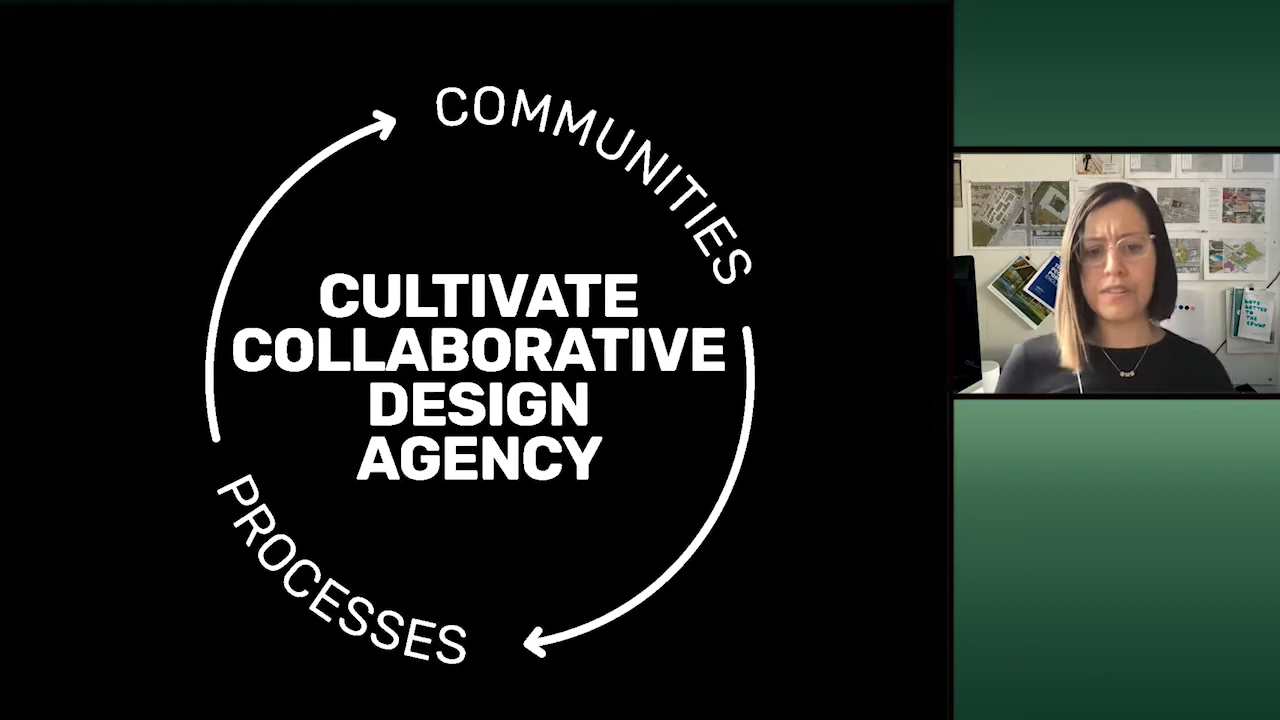 COMMUNITIES
CULTIVATE
COLLABORATIVE
DESIGN
AGENCY
PROCESSES